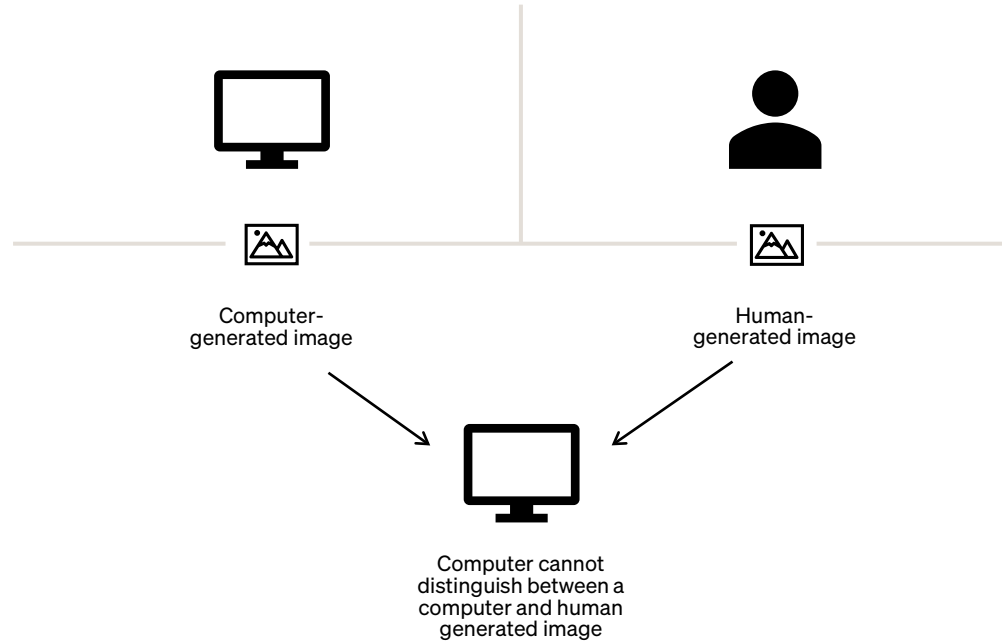 Computer-
generated image
Human-
generated image
Computer cannot
distinguish between a
computer and human
generated image